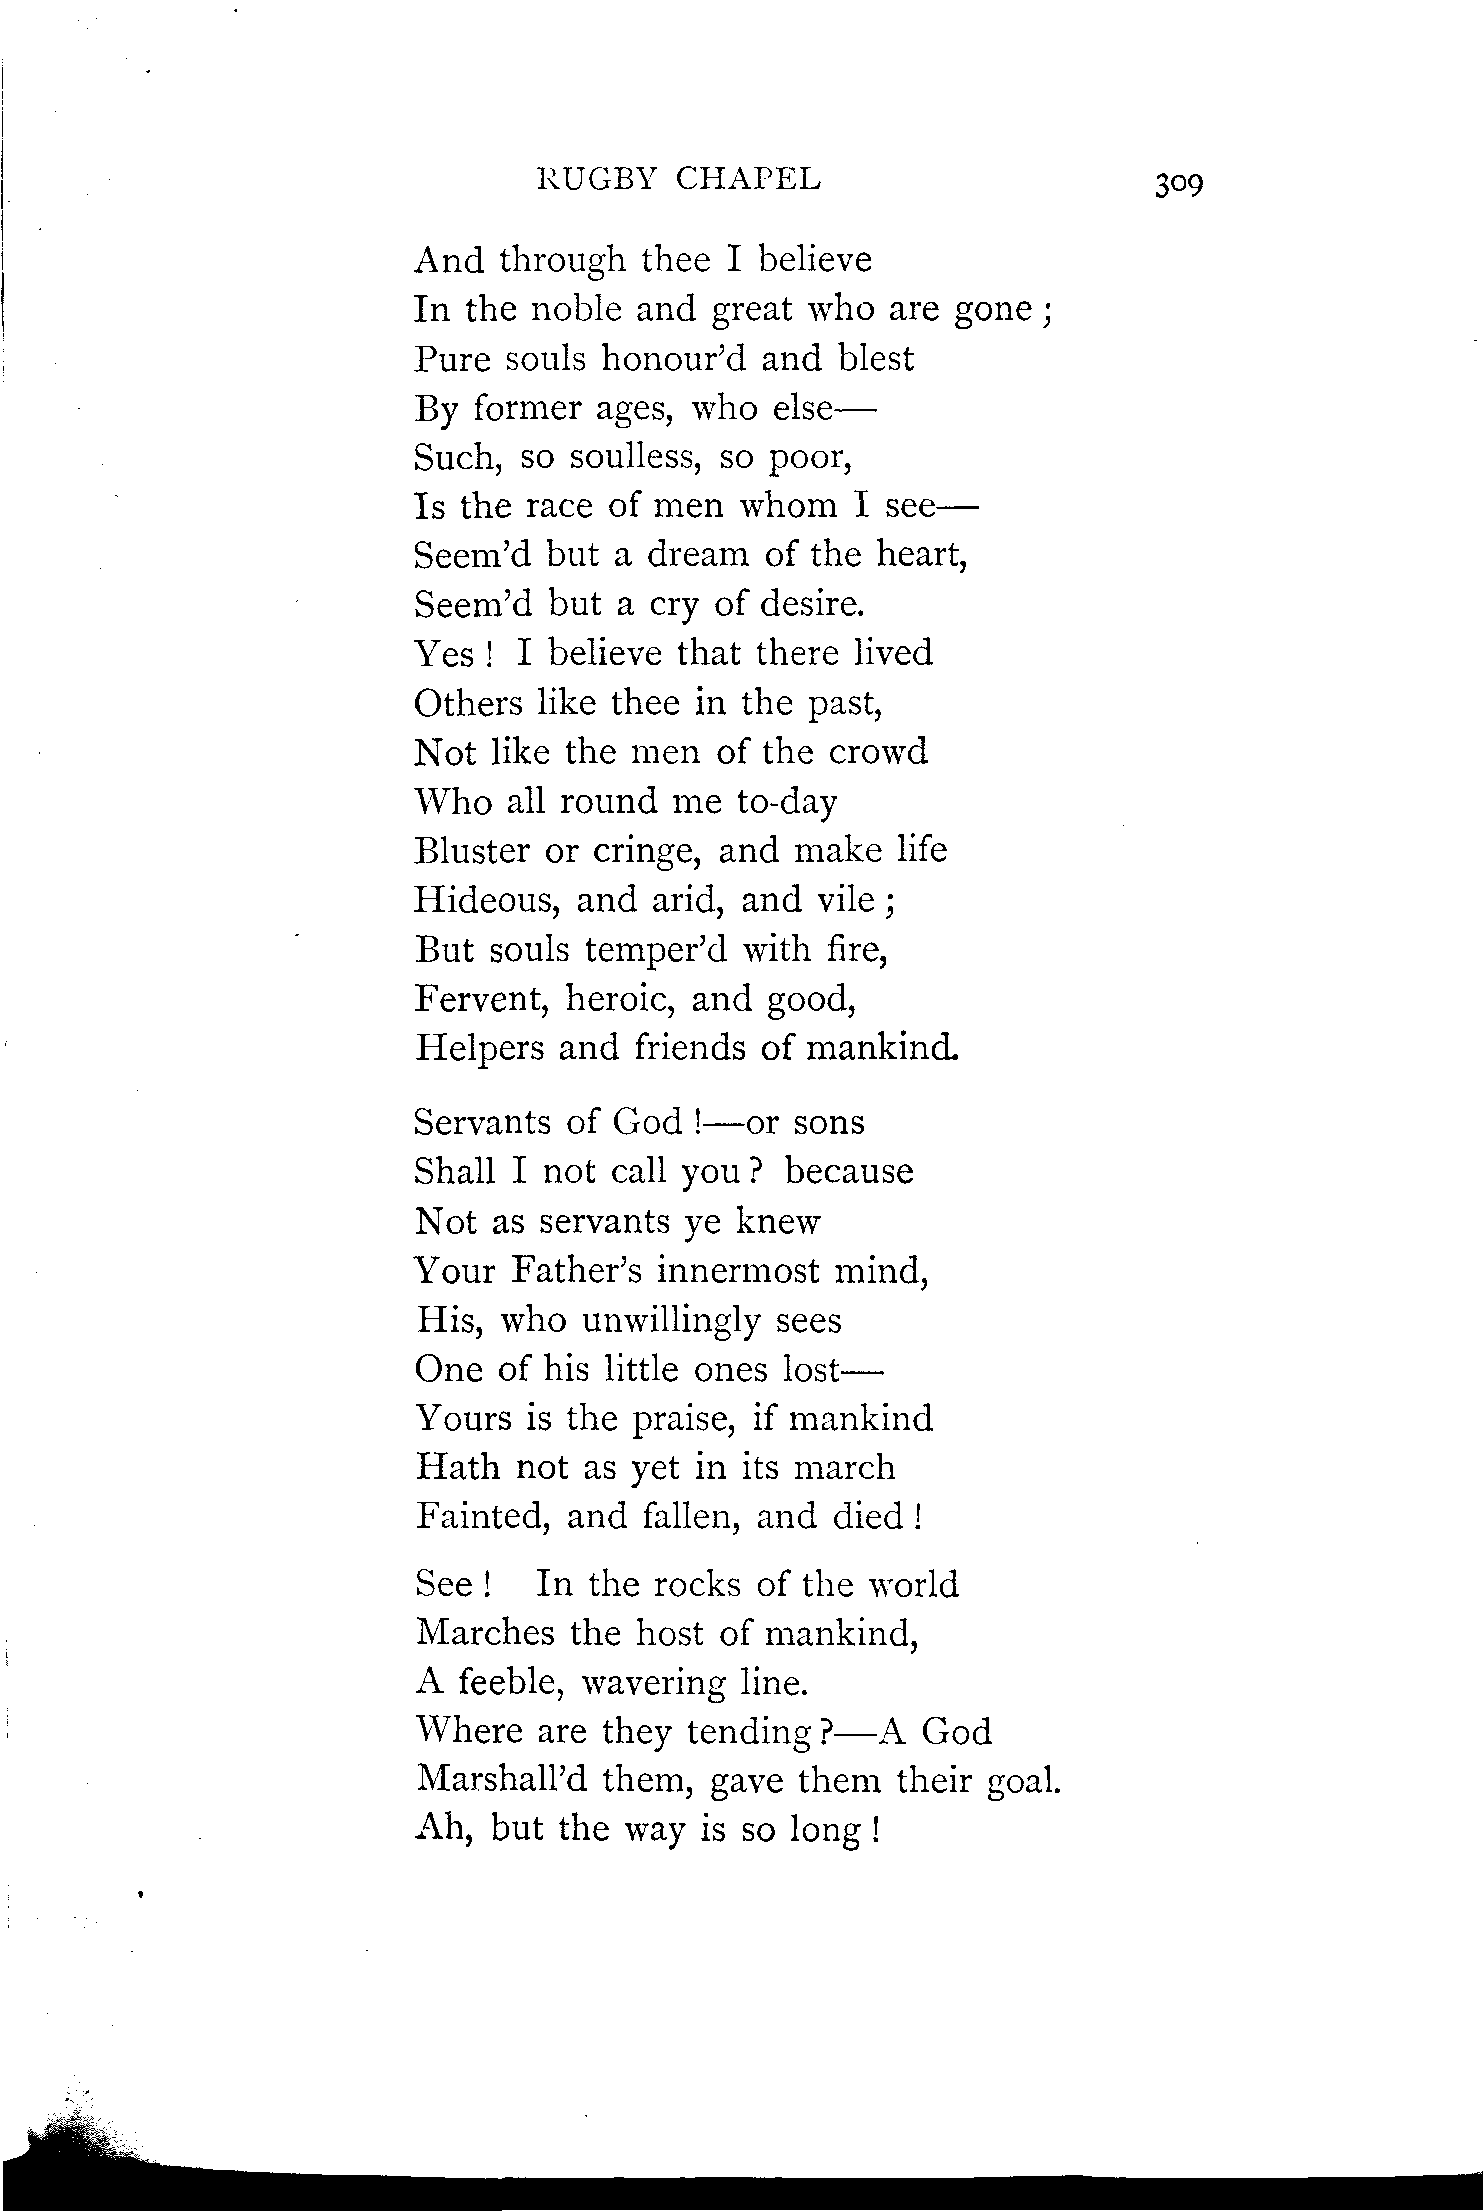 RUGBY CHAPEL 309
And through thee I believe
In the noble and great who are gone ;
Pure souls honour'd and blest
By former ages, who else—
Such, so soulless, so poor,
Is the race of men whom I see—
Seem'd but a dream of the heart,
Seem'd but a cry of desire.
Yes ! I believe that there lived
Others like thee in the past,
Not like the men of the crowd
Who all round me to-day
Bluster or cringe, and make life
Hideous, and arid, and vile ;
But souls temper'd with fire,
Fervent, heroic, and good,
Helpers and friends of mankind.
Servants of God !—or sons
Shall I not call you ? because
Not as servants ye knew
Your Father's innermost mind,
His, who unwillingly sees
One of his little ones lost—
Yours is the praise, if mankind
Hath not as yet in its march
Fainted, and fallen, and died !
See ! In the rocks of the world
Marches the host of mankind,
A feeble, wavering line.
Where are they tending ?—A God
Marshall'd them, gave them their goal.
Ah, but the way is so long !